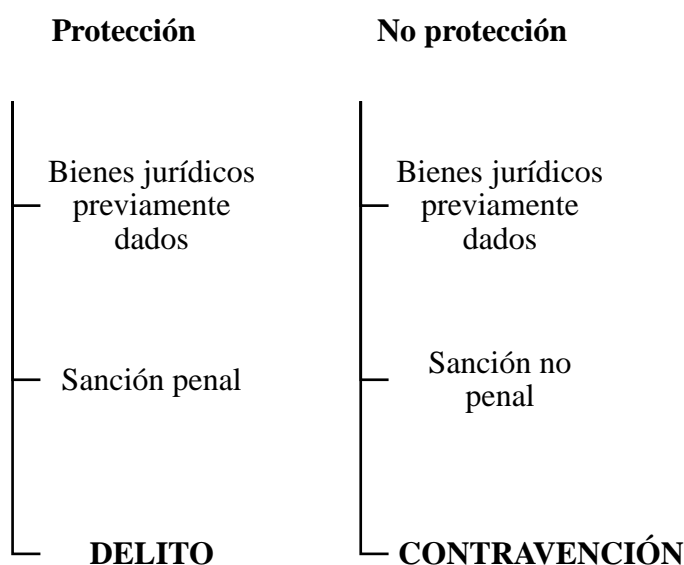 Protección
No protección
Bienes jurídicos
previamente
dados
Bienes jurídicos
previamente
dados
Sanción penal
Sanción no
penal
DELITO
CONTRAVENCIÓN